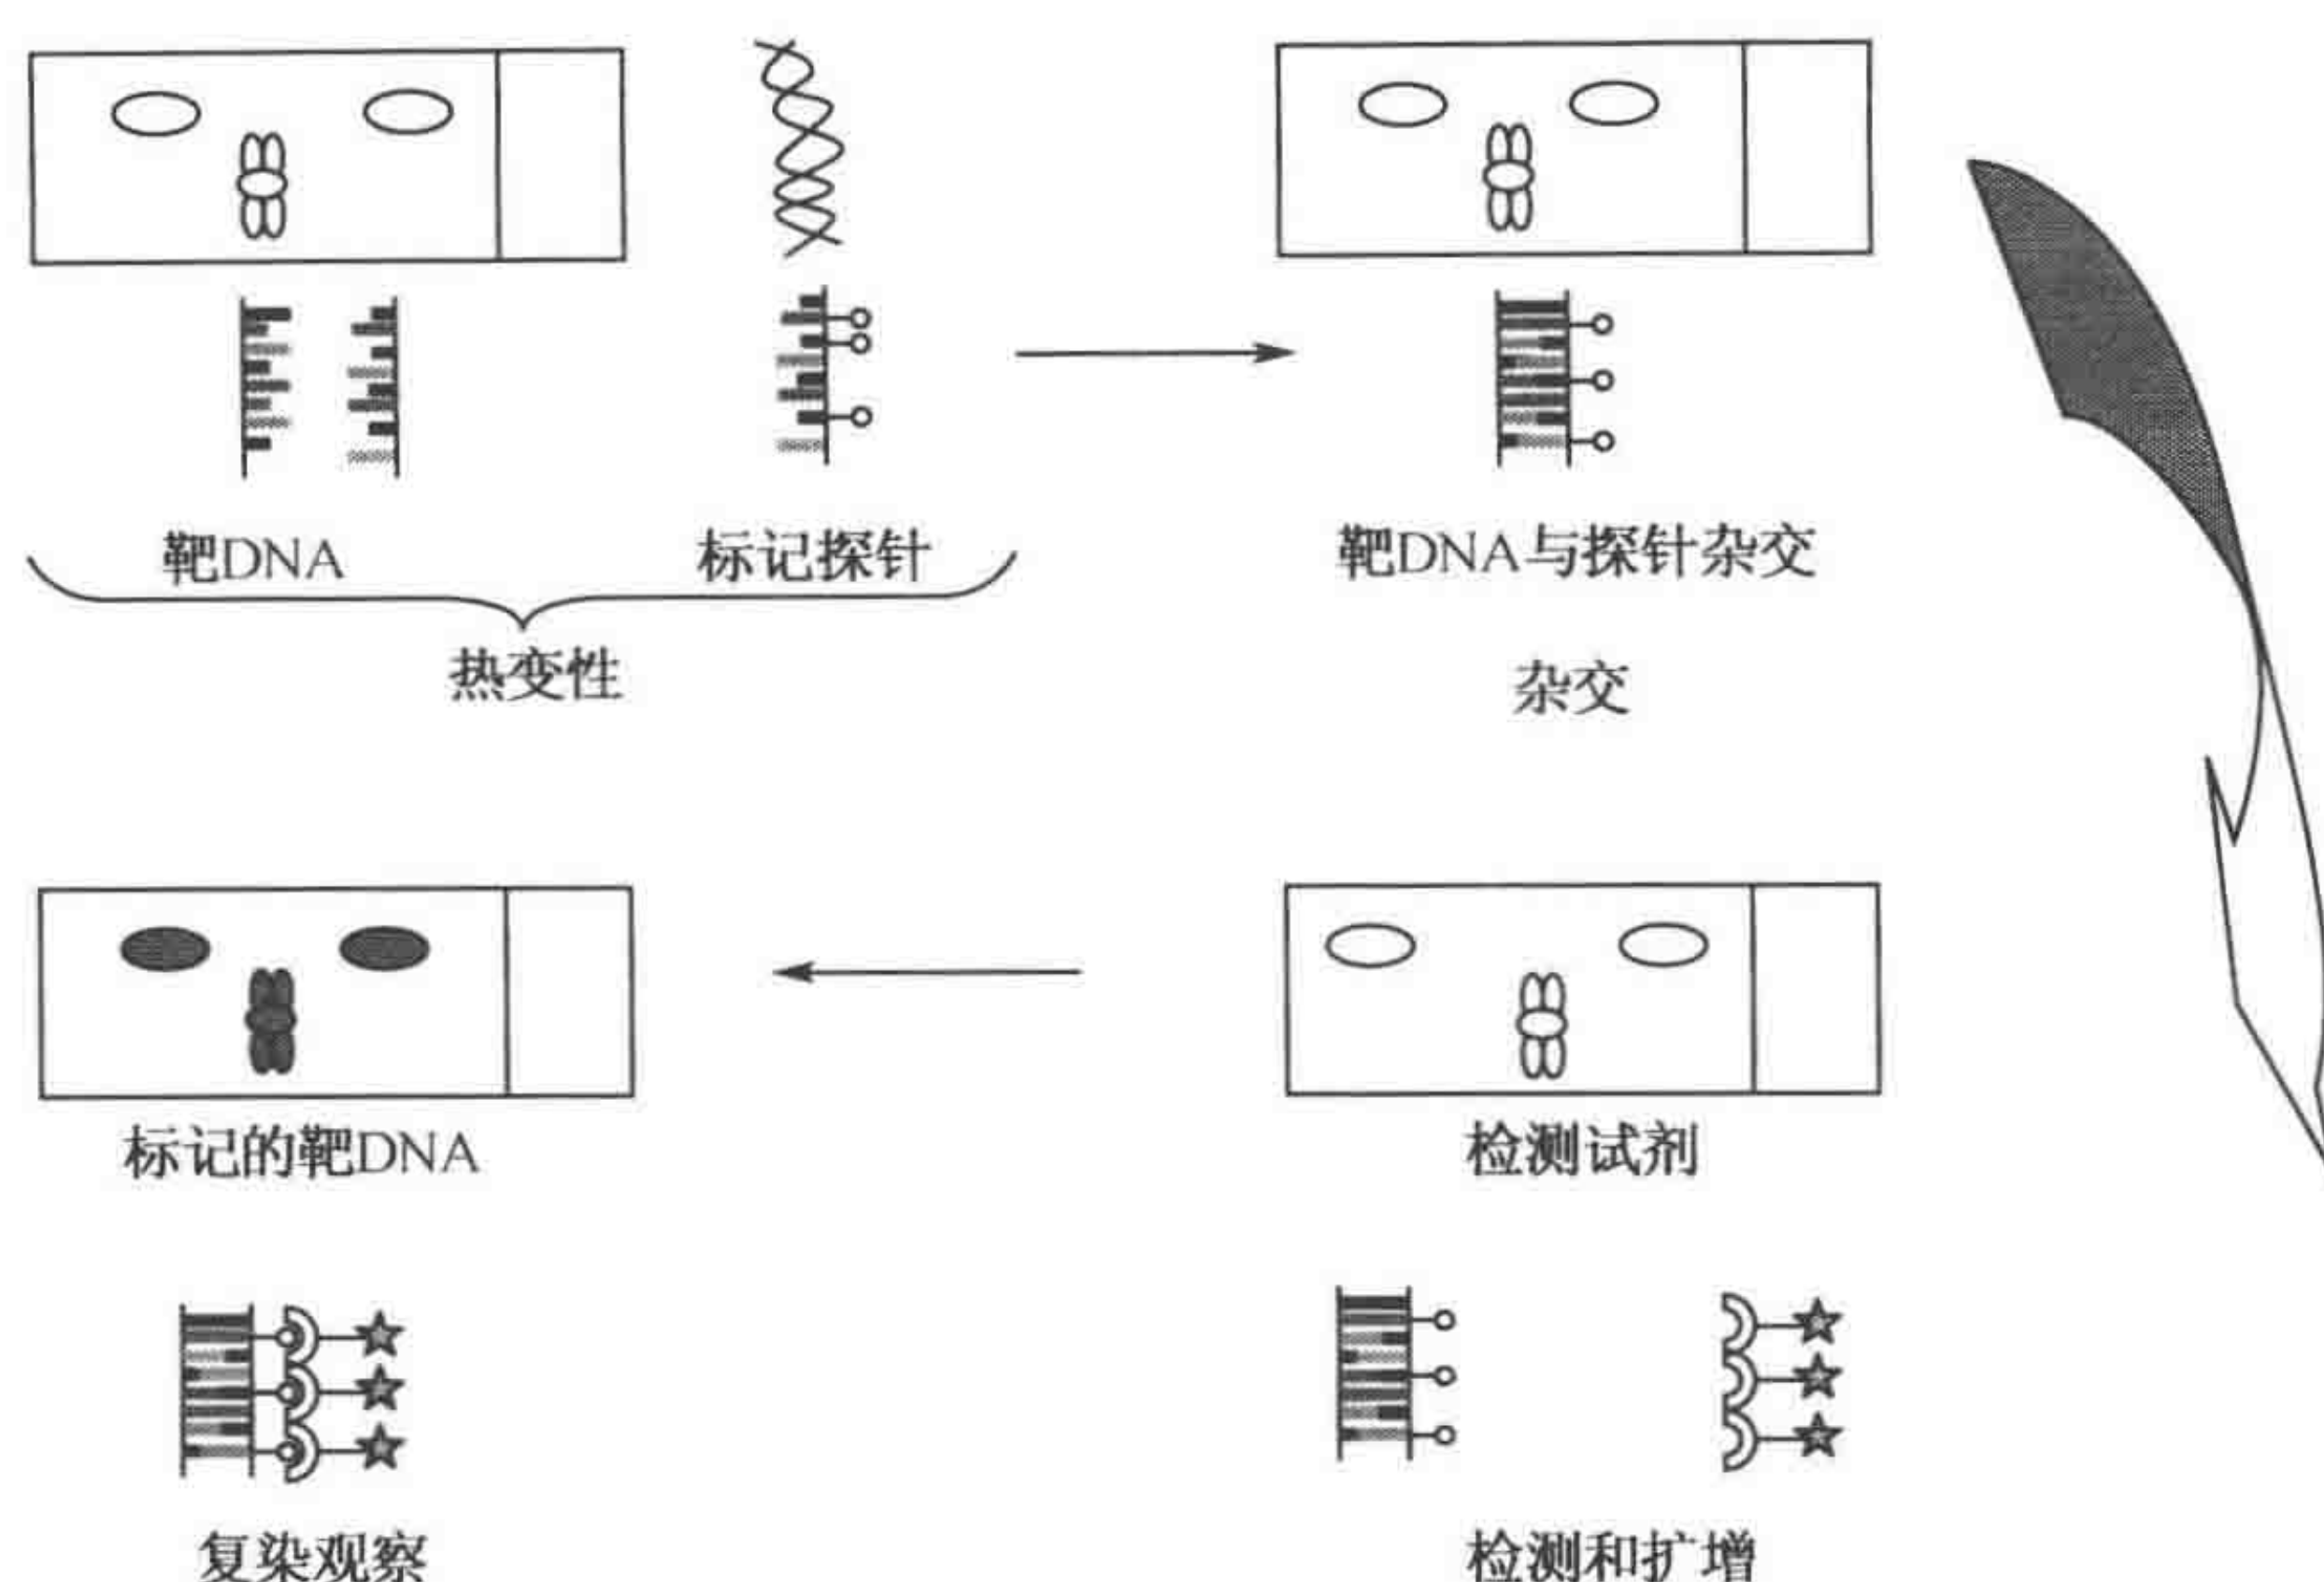 靶DNA
标记探针
靶DNA与探针杂交
热变性
杂交
标记的靶DNA
检测试剂
复染观察
检测和扩增